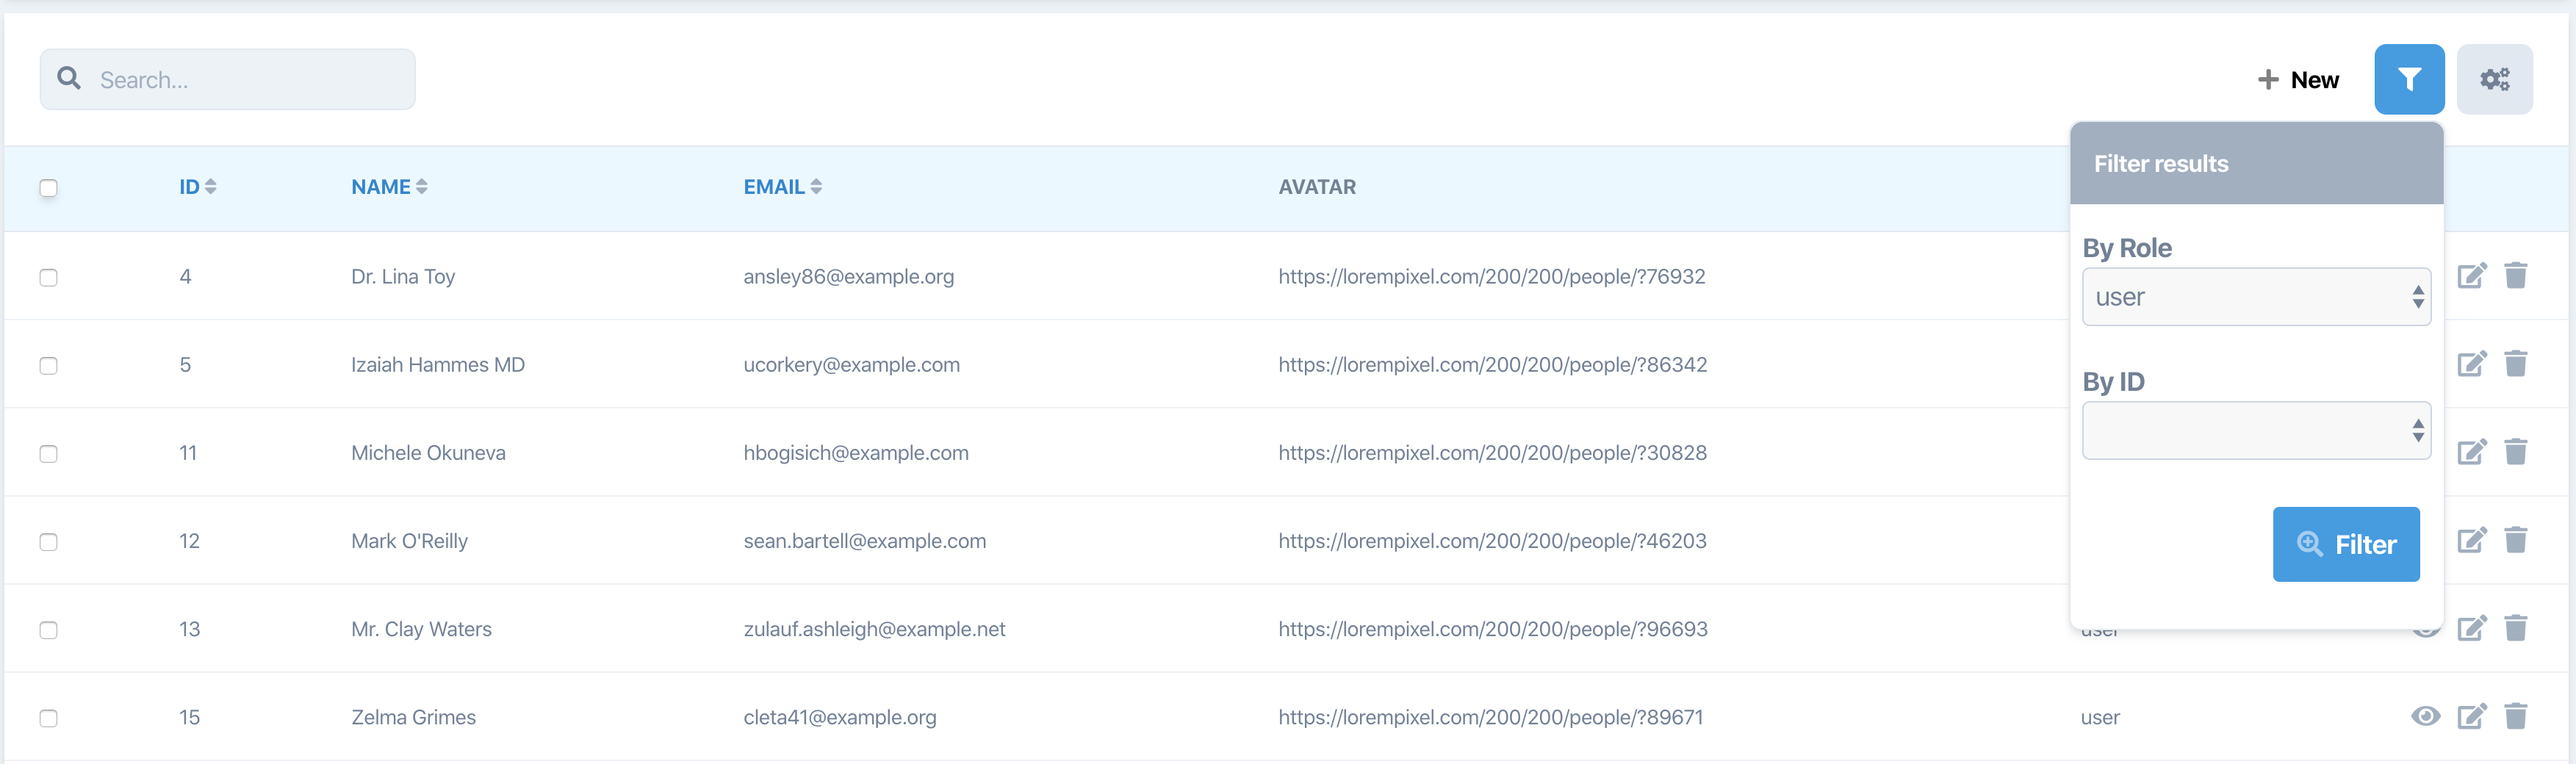 Search...
New
Filter results
ID NAME EMAIL AVATAR
By Role
user
By ID
Filter
4 Dr. Lina Toy ansley86@example.org https://lorempixel.com/200/200/people/?76932
5 Izaiah Hammes MD ucorkery@example.com https://lorempixel.com/200/200/people/?86342
11 Michele Okuneva hbogisich@example.com https://lorempixel.com/200/200/people/?30828
12 Mark O'Reilly sean.bartell@example.com https://lorempixel.com/200/200/people/?46203
13 Mr. Clay Waters zulauf.ashleigh@example.net https://lorempixel.com/200/200/people/?96693 user
15 Zelma Grimes cleta41@example.org https://lorempixel.com/200/200/people/?89671 user